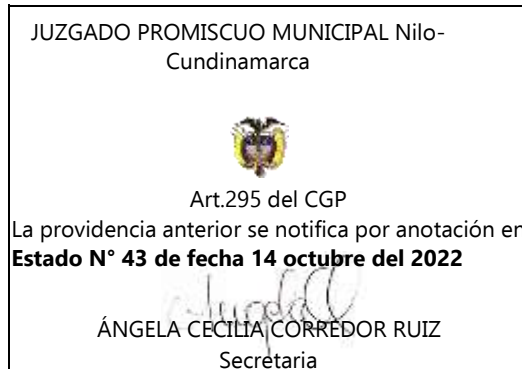 JUZGADO PROMISCUO MUNICIPAL Nilo-
Cundinamarca
Art.295 del CGP
La providencia anterior se notifica por anotación en
Estado N° 43 de fecha 14 octubre del 2022
ÁNGELA CECILIA CORREDOR RUIZ
Secretaria